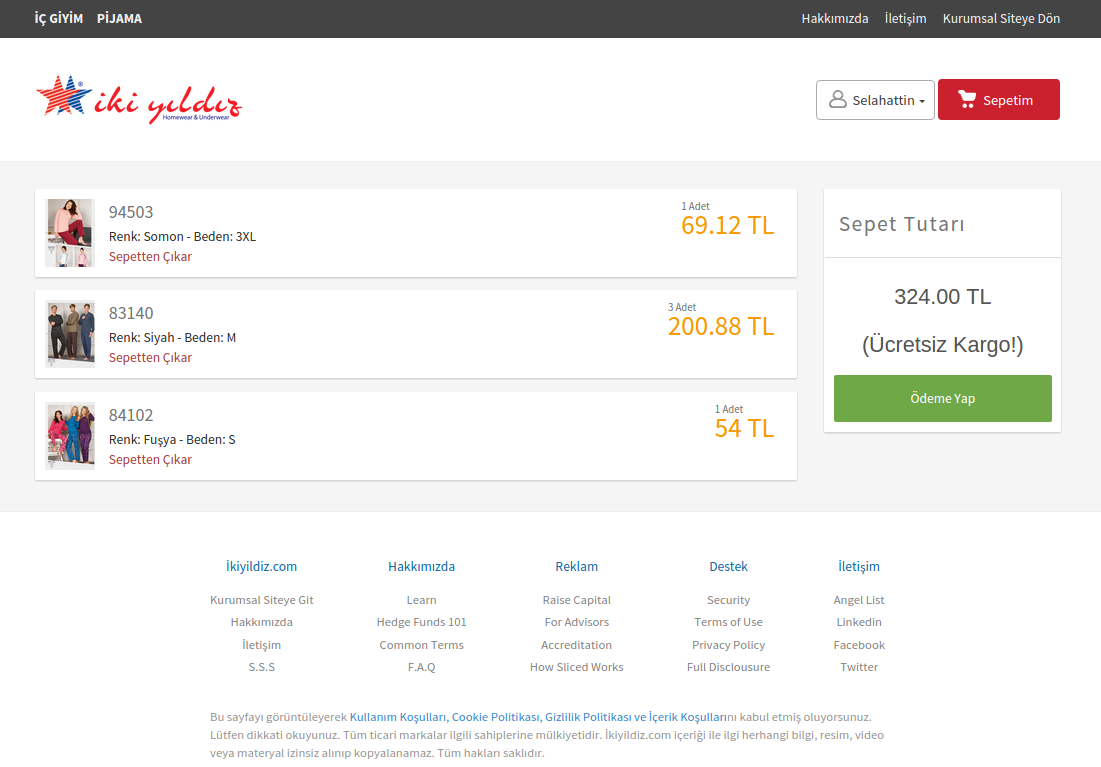 İÇ GİYİM PİJAMA Hakkımızda İletişim Kurumsal Siteye Dön
iki yıldız
Homewear & Underwear
Selahattin
Sepetim
94503
Renk: Somon - Beden: 3XL
Sepetten Çıkar
1 Adet
69.12 TL
83140
Renk: Siyah - Beden: M
Sepetten Çıkar
3 Adet
200.88 TL
84102
Renk: Fuşya - Beden: S
Sepetten Çıkar
1 Adet
54 TL
Sepet Tutarı
324.00 TL
(Ücretsiz Kargo!)
Ödeme Yap
İkiyildiz.com
Kurumsal Siteye Git
Hakkımızda
İletişim
S.S.S
Hakkımızda
Learn
Hedge Funds 101
Common Terms
F.A.Q
Reklam
Raise Capital
For Advisors
Accreditation
How Sliced Works
Destek
Security
Terms of Use
Privacy Policy
Full Disclousure
İletişim
Angel List
Linkedin
Facebook
Twitter
Bu sayfayı görüntüleyerek Kullanım Koşulları, Cookie Politikası, Gizlilik Politikası ve İçerik Koşullarını kabul etmiş oluyorsunuz.
Lütfen dikkati okuyunuz. Tüm ticari markalar ilgili sahiplerine mülkiyetidir. İkiyildiz.com içeriği ile ilgi herhangi bilgi, resim, video
veya materyal izinsiz alınıp kopyalanamaz. Tüm hakları saklıdır.